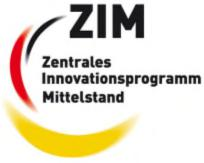 ZIM
Zentrales
Innovationsprogramm
Mittelstand